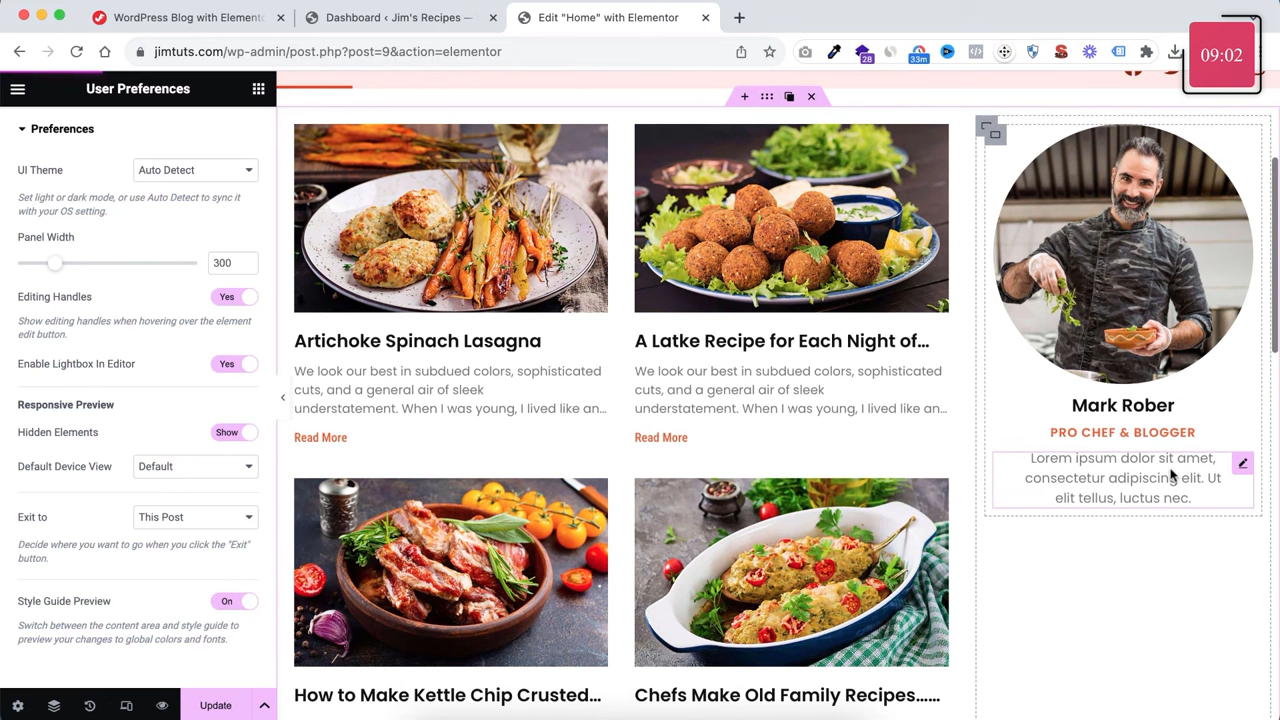 WordPress Blog with Elemento
Dashboard ‹ Jim's Recipes —
Edit "Home" with Elementor
jimtuts.com/wp-admin/post.php?post=9&action=elementor
28
33m
09:02
User Preferences
Preferences
UI Theme
Auto Detect
Set light or dark mode, or use Auto Detect to sync it
with your OS setting.
Panel Width
300
Editing Handles
Yes
Show editing handles when hovering over the element
edit button.
Enable Lightbox In Editor
Yes
Responsive Preview
Hidden Elements
Show
Default Device View
Default
Exit to
This Post
Decide where you want to go when you click the "Exit"
button.
Style Guide Preview
On
Switch between the content area and style guide to
preview your changes to global colors and fonts.
Update
Artichoke Spinach Lasagna
We look our best in subdued colors, sophisticated
cuts, and a general air of sleek
understatement. When I was young, I lived like an...
Read More
A Latke Recipe for Each Night of...
We look our best in subdued colors, sophisticated
cuts, and a general air of sleek
understatement. When I was young, I lived like an...
Read More
How to Make Kettle Chip Crusted...
Chefs Make Old Family Recipes......
Mark Rober
PRO CHEF & BLOGGER
Lorem ipsum dolor sit amet,
consectetur adipiscing elit. Ut
elit tellus, luctus nec.